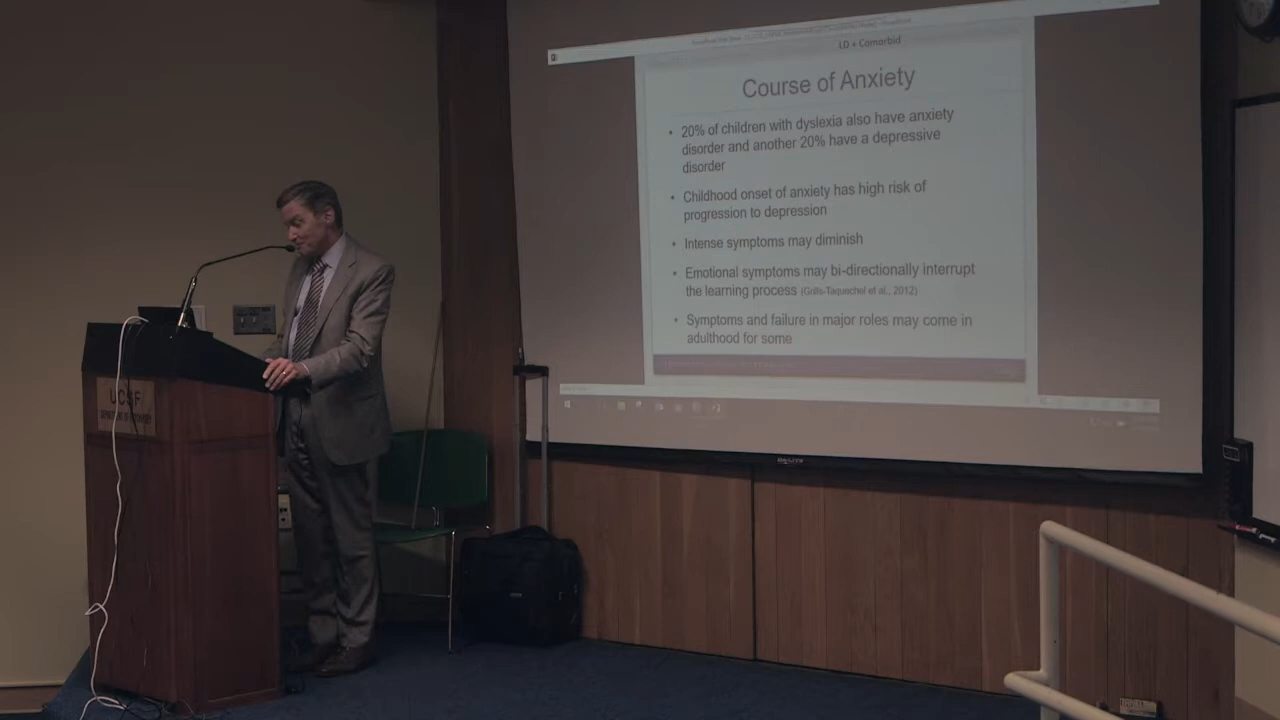 LD + Comorbid
Course of Anxiety
• 20% of children with dyslexia also have anxiety
disorder and another 20% have a depressive
disorder
• Childhood onset of anxiety has high risk of
progression to depression
• Intense symptoms may diminish
• Emotional symptoms may bi-directionally interrupt
the learning process (Grills-Taquechel et al., 2012)
• Symptoms and failure in major roles may come in
adulthood for some
UCSF
DA-LITE